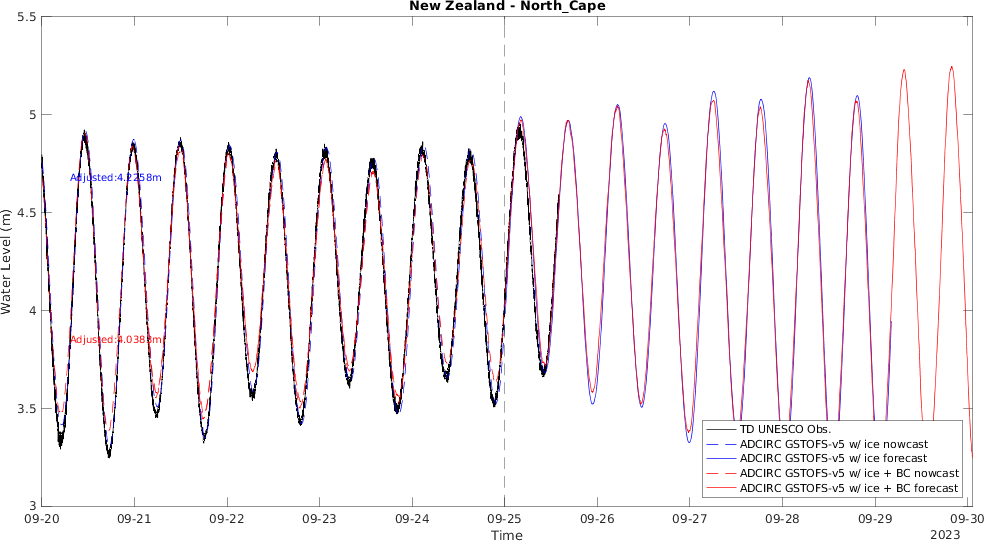 New Zealand - North_Cape
5.5
5
4.5
4
3.5
3
Water Level (m)
Adjusted:4.2258m
Adjusted:4.0383m
TD UNESCO Obs.
ADCIRC GSTOFS-v5 w/ ice nowcast
ADCIRC GSTOFS-v5 w/ ice forecast
ADCIRC GSTOFS-v5 w/ ice + BC nowcast
ADCIRC GSTOFS-v5 w/ ice + BC forecast
09-20 09-21 09-22 09-23 09-24 09-25 09-26 09-27 09-28 09-29 09-30
Time
2023